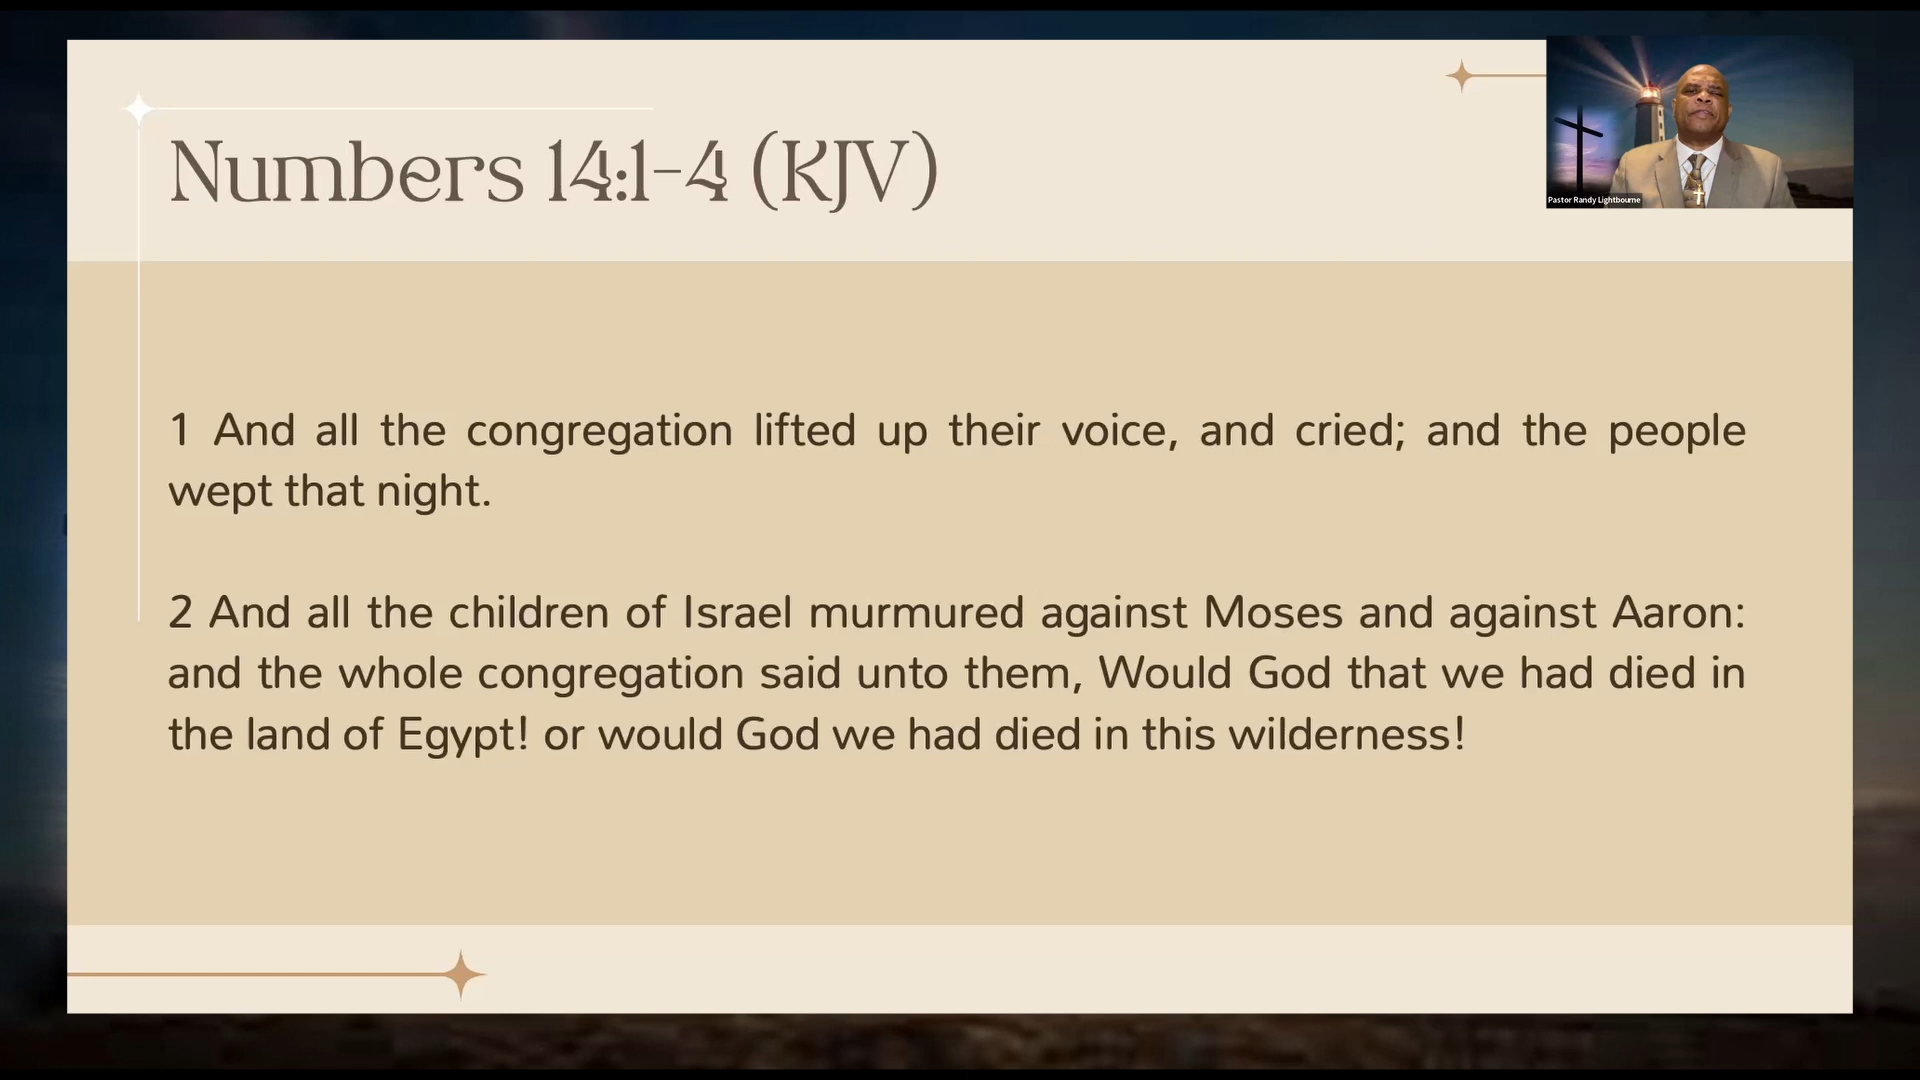 Numbers 14:1-4 (KJV)
Pastor Randy Lightbourne
1 And all the congregation lifted up their voice, and cried; and the people
wept that night.
2 And all the children of Israel murmured against Moses and against Aaron:
and the whole congregation said unto them, Would God that we had died in
the land of Egypt! or would God we had died in this wilderness!